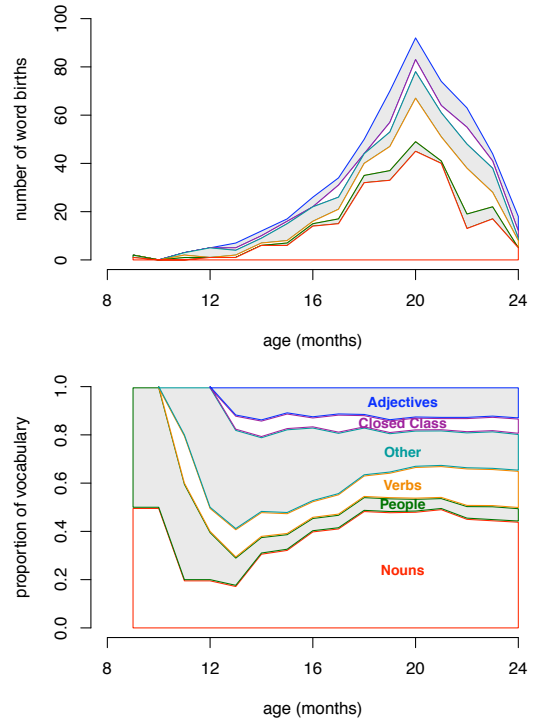 number of word births
100
80
60
40
20
0
8 12 16 20 24
age (months)
proportion of vocabulary
1.0
0.8
0.6
0.4
0.2
0.0
Adjectives
Closed Class
Other
Verbs
People
Nouns
8 12 16 20 24
age (months)